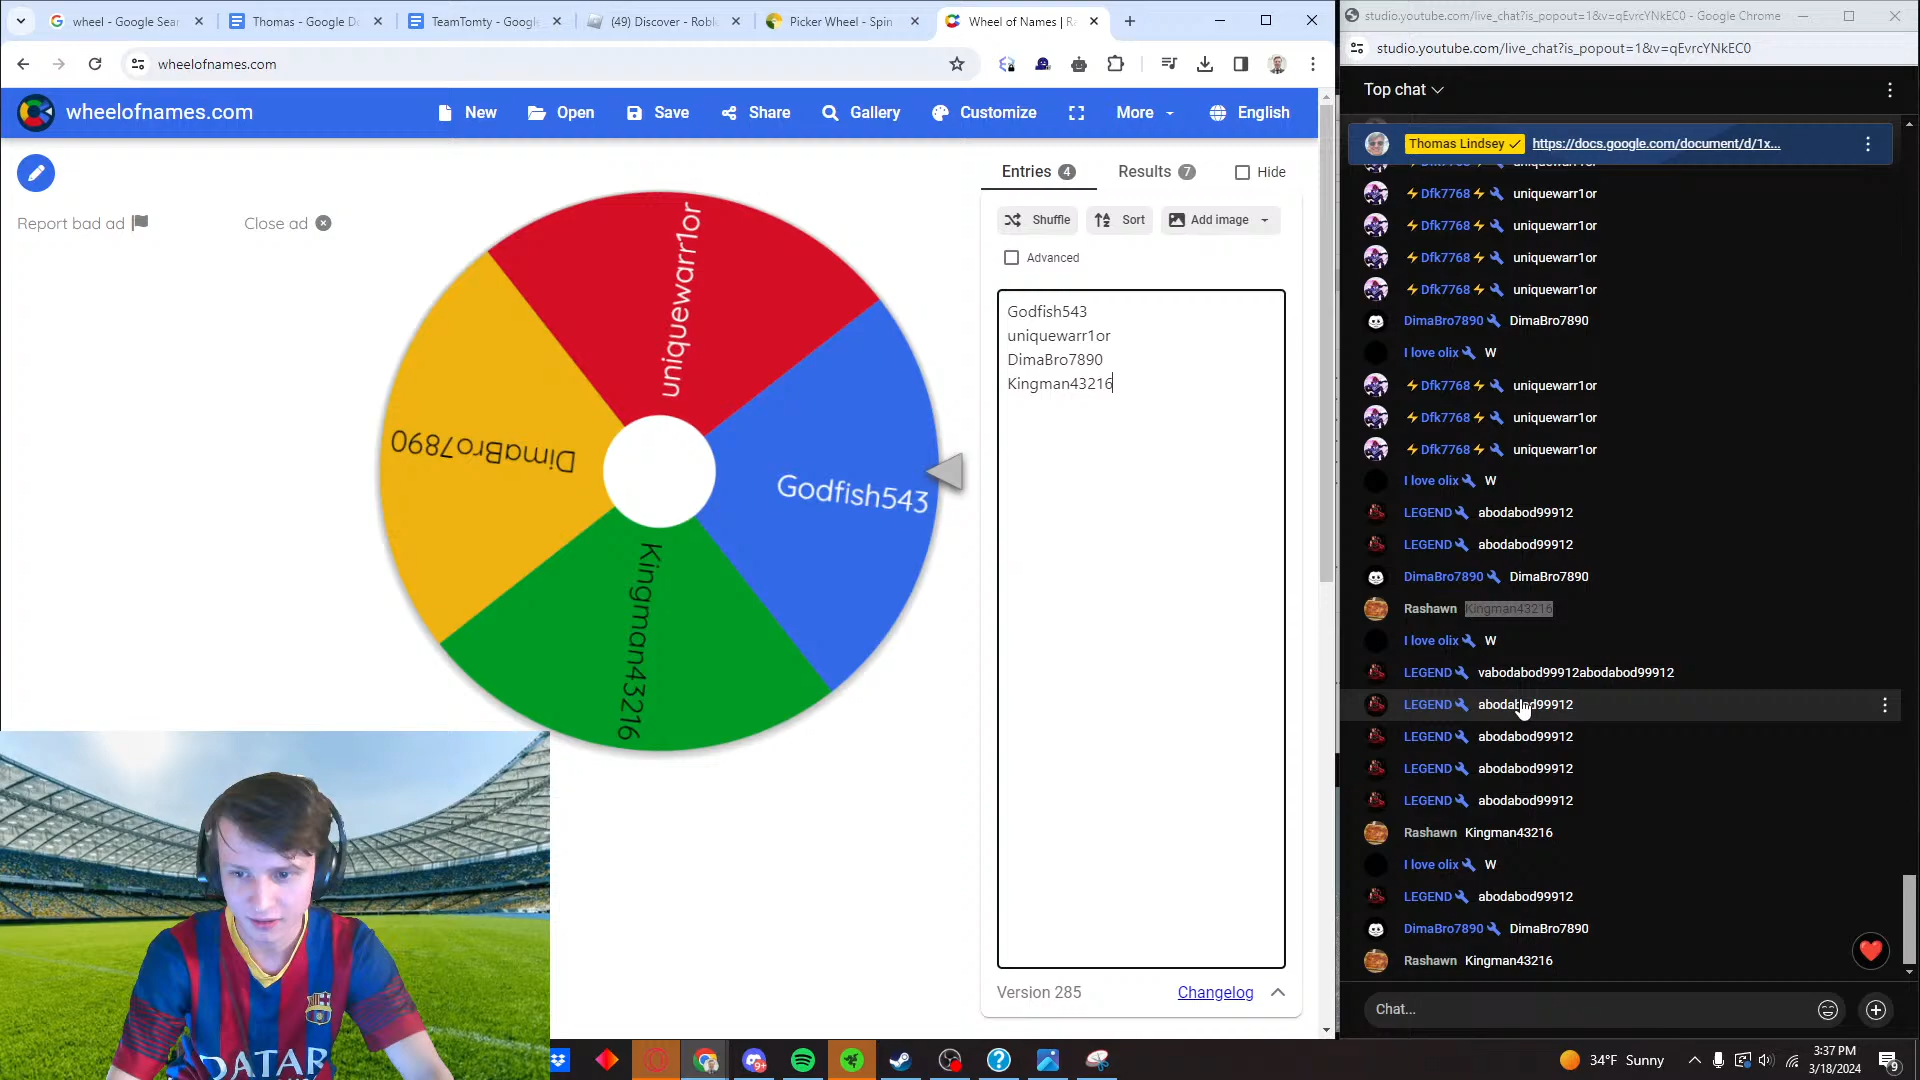 wheel - Google Sear
Thomas - Google Do
TeamTomty - Google
(49) Discover - Robl
Picker Wheel - Spin
Wheel of Names | R
studio.youtube.com/live_chat?is_popout=1&v=qEvrcYNkEC0 - Google Chrome
wheelofnames.com
studio.youtube.com/live_chat?is_popout=1&v=qEvrcYNkEC0
wheelofnames.com
New
Open
Save
Share
Gallery
Customize
More
English
Report bad ad
Close ad
uniquewarr1or
Godfish543
Kingman43216
DimaBro7890
Entries 4
Results 7
Hide
Shuffle
Sort
Add image
Advanced
Godfish543
uniquewarr1or
DimaBro7890
Kingman43216
Version 285
Changelog
Top chat
Thomas Lindsey https://docs.google.com/document/d/1x...
Dfk7768 uniquewarr1or
Dfk7768 uniquewarr1or
Dfk7768 uniquewarr1or
Dfk7768 uniquewarr1or
DimaBro7890 DimaBro7890
I love olix W
Dfk7768 uniquewarr1or
Dfk7768 uniquewarr1or
Dfk7768 uniquewarr1or
I love olix W
LEGEND abodabod99912
LEGEND abodabod99912
DimaBro7890 DimaBro7890
Rashawn Kingman43216
I love olix W
LEGEND vabodabod99912abodabod99912
LEGEND abodabod99912
LEGEND abodabod99912
LEGEND abodabod99912
LEGEND abodabod99912
Rashawn Kingman43216
I love olix W
LEGEND abodabod99912
DimaBro7890 DimaBro7890
Rashawn Kingman43216
Chat...
QATAR
34°F Sunny
3:37 PM
3/18/2024
9